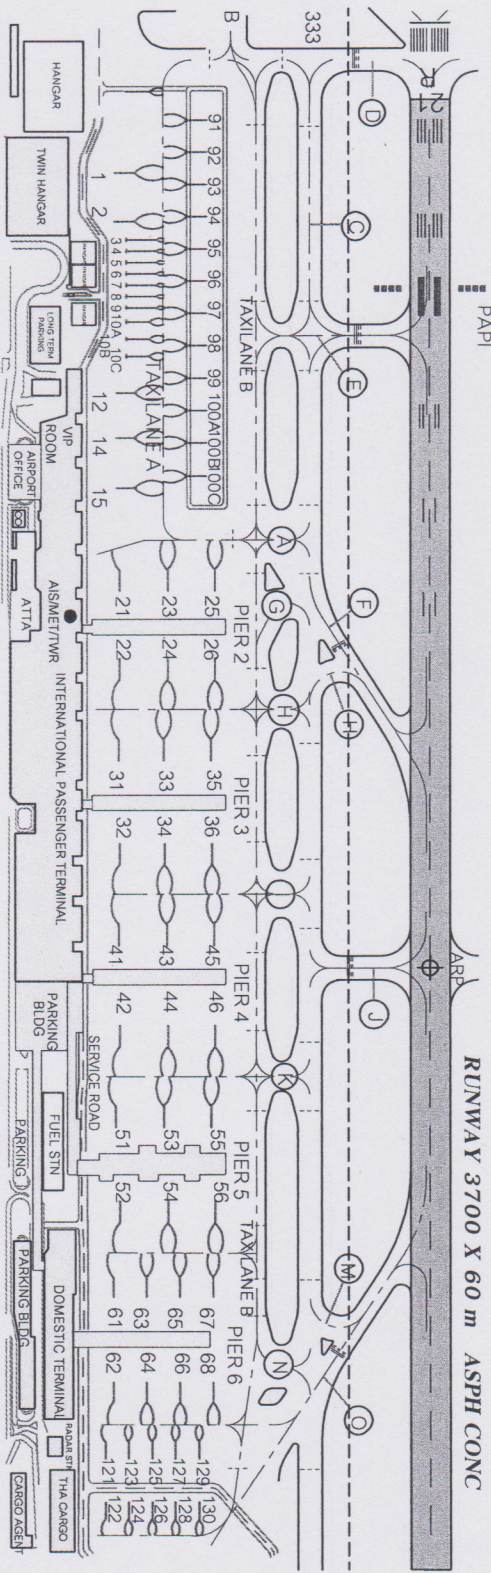 RUNWAY 3700 X 60 m ASPH CONC
PAPI
ARP
B
333
D
C
E
A
G
F
H
H
I
J
K
M
N
O
TAXILANE B
91
92
93
94
95
96
97
98
99
100A
100B
100C
1
2
3
4
5
6
7
8
9
10A
10B
10C
12
14
15
TAXILANE A
B
21
23
25
PIER 2
22
24
26
31
33
35
PIER 3
32
34
36
41
43
45
PIER 4
42
44
46
51
53
55
PIER 5
52
54
56
TAXILANE B
61
63
65
67
PIER 6
62
64
66
68
121
123
125
127
129
122
124
126
128
130
HANGAR
TWIN HANGAR
LONG TERM
PARKING
VIP
ROOM
AIRPORT
OFFICE
ATTA
AIS/MET/TWR
INTERNATIONAL PASSENGER TERMINAL
PARKING
BLDG
SERVICE ROAD
FUEL STN
PARKING
PARKING BLDG
DOMESTIC TERMINAL
RADAR STN
THA CARGO
CARGO AGENT